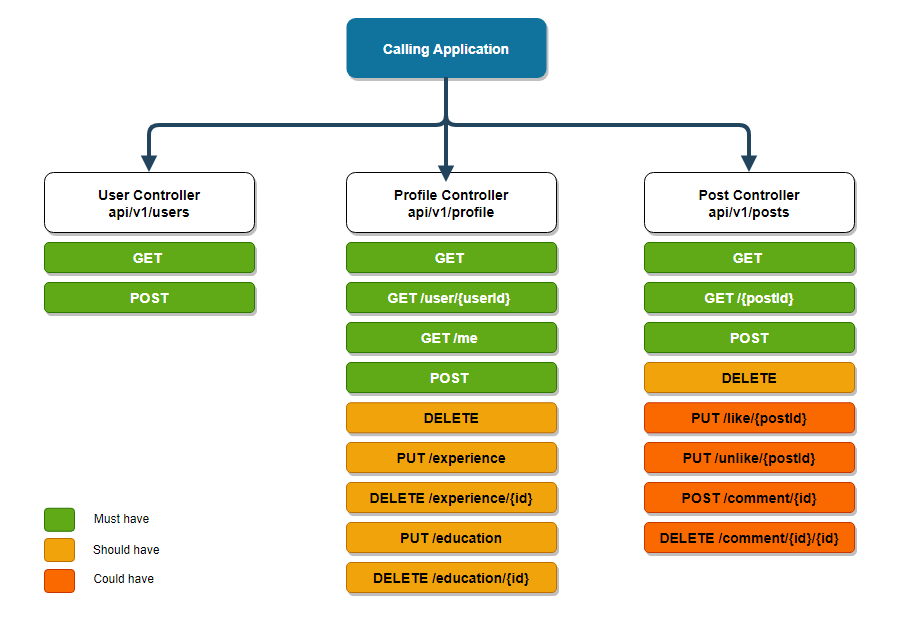 Calling Application
User Controller
api/v1/users
GET
POST
Profile Controller
api/v1/profile
GET
GET /user/{userId}
GET /me
POST
DELETE
PUT /experience
DELETE /experience/{id}
PUT /education
DELETE /education/{id}
Post Controller
api/v1/posts
GET
GET /{postId}
POST
DELETE
PUT /like/{postId}
PUT /unlike/{postId}
POST /comment/{id}
DELETE /comment/{id}/{id}
Must have
Should have
Could have